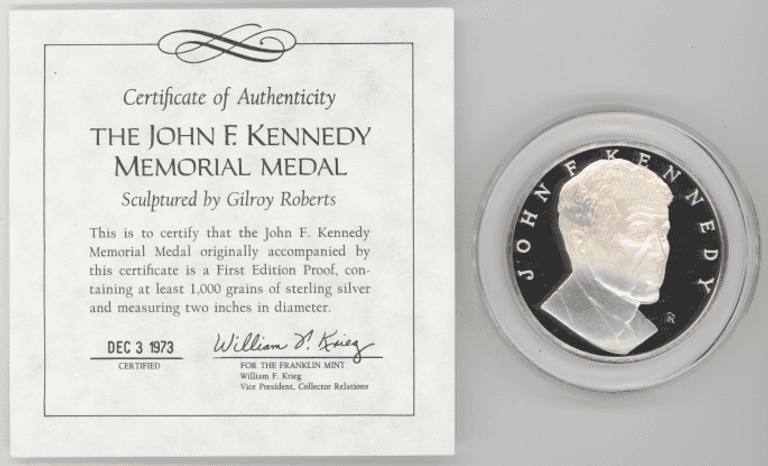 Certificate of Authenticity
THE JOHN F. KENNEDY
MEMORIAL MEDAL
Sculptured by Gilroy Roberts
This is to certify that the John F. Kennedy
Memorial Medal originally accompanied by
this certificate is a First Edition Proof, con-
taining at least 1,000 grains of sterling silver
and measuring two inches in diameter.
DEC 3 1973
CERTIFIED
William F. Krieg
FOR THE FRANKLIN MINT
William F. Krieg
Vice President, Collector Relations
JOHN F KENNEDY